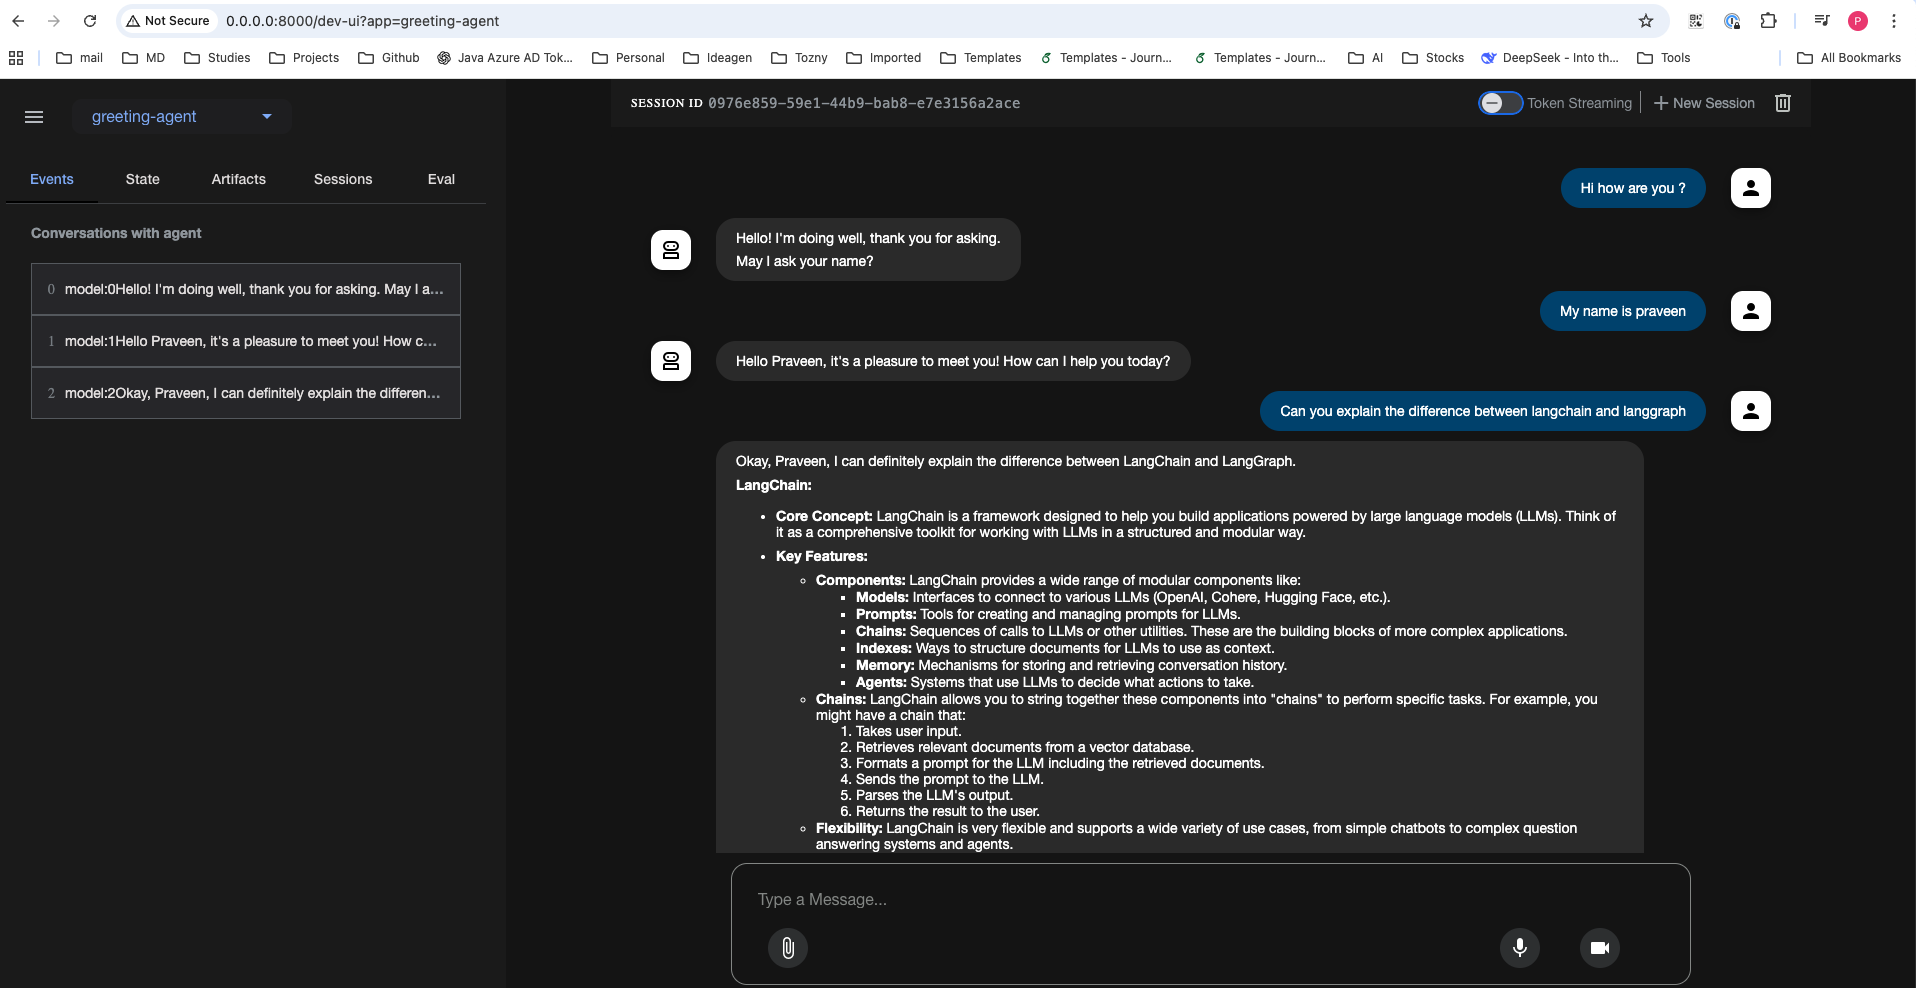 Not Secure 0.0.0.0:8000/dev-ui?app=greeting-agent P
mail MD Studies Projects Github Java Azure AD Tok... Personal Ideagen Tozny Imported Templates Templates - Journ... Templates - Journ... AI Stocks DeepSeek - Into th... Tools All Bookmarks
greeting-agent
Events State Artifacts Sessions Eval
Conversations with agent
0 model:0Hello! I'm doing well, thank you for asking. May I a...
1 model:1Hello Praveen, it's a pleasure to meet you! How c...
2 model:2Okay, Praveen, I can definitely explain the differen...
SESSION ID 0976e859-59e1-44b9-bab8-e7e3156a2ace Token Streaming New Session
Hi how are you ?
Hello! I'm doing well, thank you for asking.
May I ask your name?
My name is praveen
Hello Praveen, it's a pleasure to meet you! How can I help you today?
Can you explain the difference between langchain and langgraph
Okay, Praveen, I can definitely explain the difference between LangChain and LangGraph.
LangChain:
• Core Concept: LangChain is a framework designed to help you build applications powered by large language models (LLMs). Think of
it as a comprehensive toolkit for working with LLMs in a structured and modular way.
• Key Features:
◦ Components: LangChain provides a wide range of modular components like:
▪ Models: Interfaces to connect to various LLMs (OpenAI, Cohere, Hugging Face, etc.).
▪ Prompts: Tools for creating and managing prompts for LLMs.
▪ Chains: Sequences of calls to LLMs or other utilities. These are the building blocks of more complex applications.
▪ Indexes: Ways to structure documents for LLMs to use as context.
▪ Memory: Mechanisms for storing and retrieving conversation history.
▪ Agents: Systems that use LLMs to decide what actions to take.
◦ Chains: LangChain allows you to string together these components into "chains" to perform specific tasks. For example, you
might have a chain that:
1. Takes user input.
2. Retrieves relevant documents from a vector database.
3. Formats a prompt for the LLM including the retrieved documents.
4. Sends the prompt to the LLM.
5. Parses the LLM's output.
6. Returns the result to the user.
◦ Flexibility: LangChain is very flexible and supports a wide variety of use cases, from simple chatbots to complex question
answering systems and agents.
Type a Message...